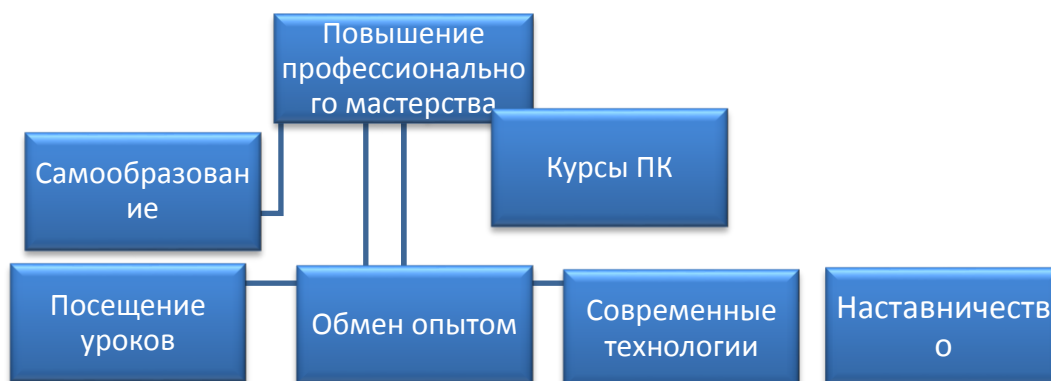 Повышение
профессионально
го мастерства
Самообразован
ие
Курсы ПК
Посещение
уроков
Обмен опытом
Современные
технологии
Наставничеств
о